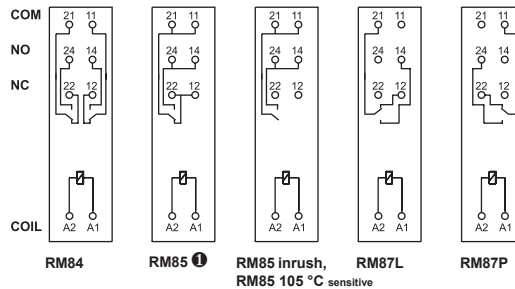 COM 21 11 21 11 21 11 21 11 21 11
NO 24 14 24 14 24 14 24 14 24 14
NC 22 12 22 12 22 12 22 12 22 12
COIL A2 A1 A2 A1 A2 A1 A2 A1 A2 A1
RM84 RM85 ❶ RM85 inrush, RM87L RM87P
RM85 105 °C sensitive